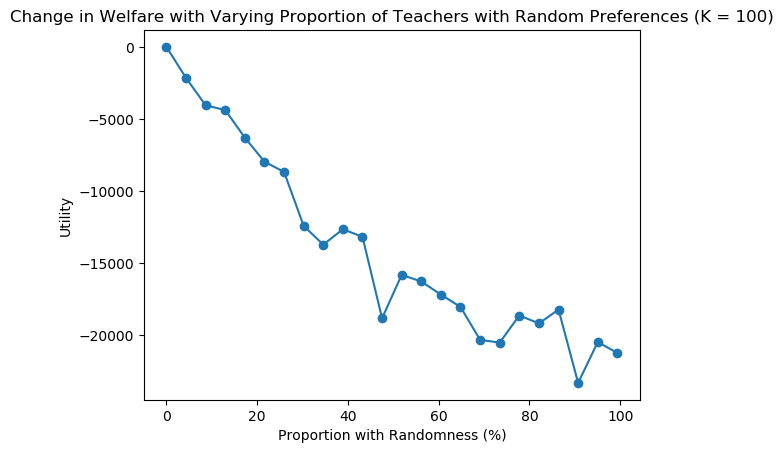 Change in Welfare with Varying Proportion of Teachers with Random Preferences (K = 100)
0
−5000
−10000
−15000
−20000
Utility
0 20 40 60 80 100
Proportion with Randomness (%)